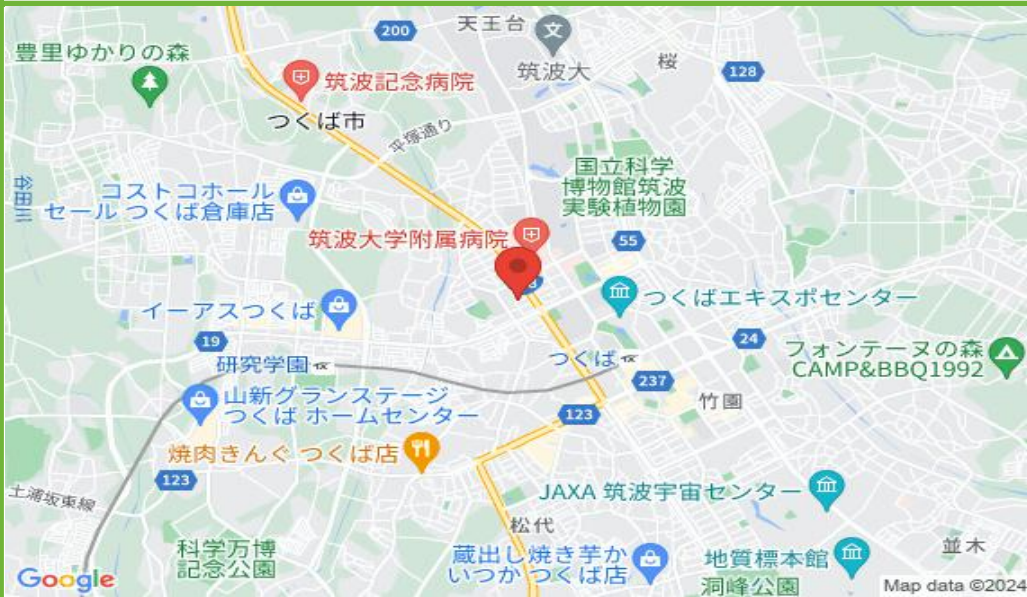 天王台
200
豊里ゆかりの森
筑波大
桜
128
筑波記念病院
つくば市
平塚通り
国立科学
博物館筑波
実験植物園
谷田川
コストコホール
セール つくば倉庫店
筑波大学附属病院
55
つくばエキスポセンター
イーアスつくば
19
24
研究学園
つくば
フォンテーヌの森
CAMP&BBQ1992
237
山新グランステージ
つくば ホームセンター
竹園
123
焼肉きんぐ つくば店
123
土浦坂東線
JAXA 筑波宇宙センター
松代
科学万博
記念公園
蔵出し焼き芋か
いつか つくば店
地質標本館
洞峰公園
並木
Google
Map data ©2024